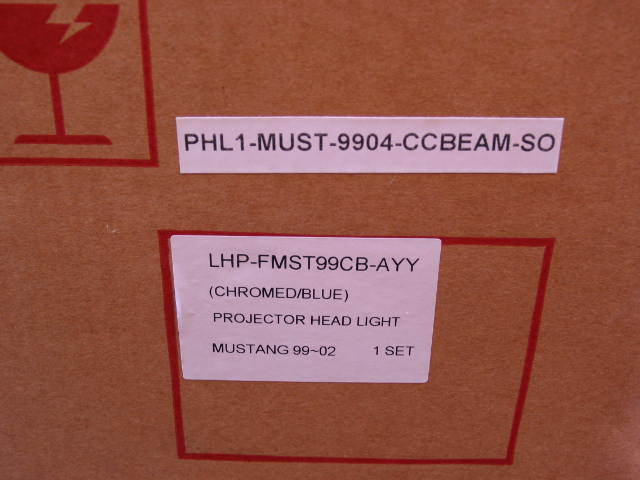 PHL1-MUST-9904-CCBEAM-SO
LHP-FMST99CB-AYY
(CHROMED/BLUE)
PROJECTOR HEAD LIGHT
MUSTANG 99~02 1 SET